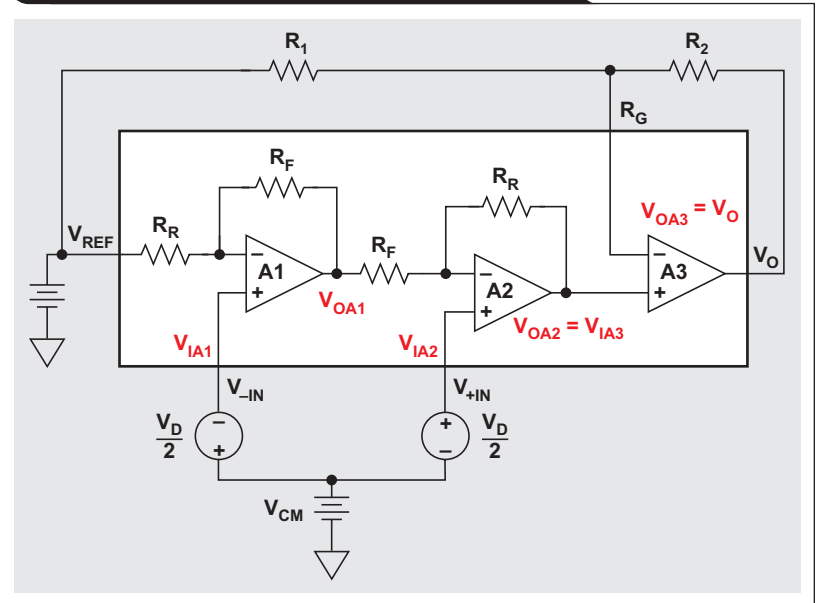 R1
R2
RG
RF
RR
VOA3 = VO
VREF
RR
RF
VO
−
−
−
A1
A2
A3
+
+
+
VOA1
VOA2 = VIA3
VIA1
VIA2
V–IN
V+IN
VD
2
−
+
+
−
VD
2
VCM